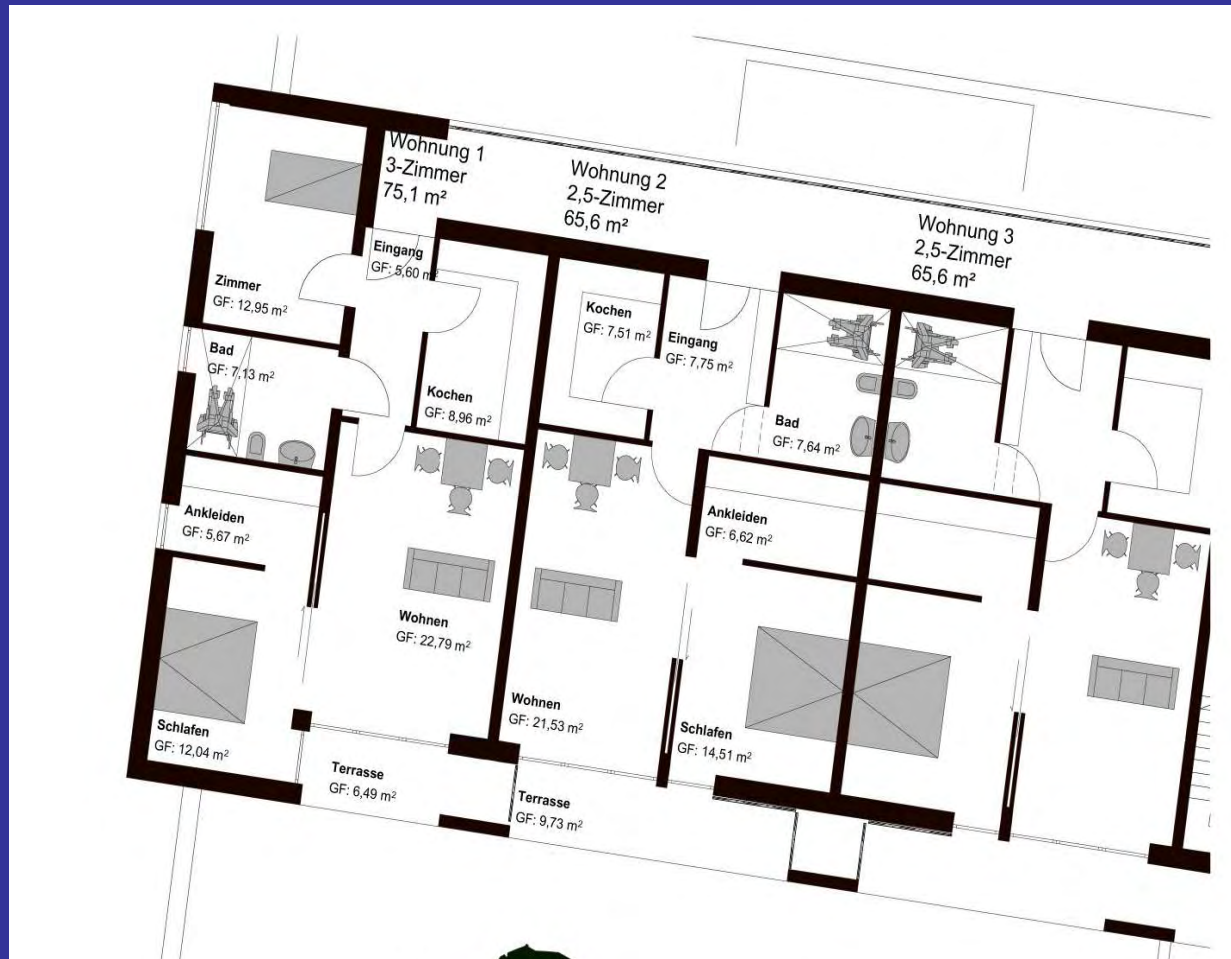 Wohnung 1
3-Zimmer
75,1 m²
Wohnung 2
2,5-Zimmer
65,6 m²
Wohnung 3
2,5-Zimmer
65,6 m²
Eingang
GF: 5,60 m²
Zimmer
GF: 12,95 m²
Bad
GF: 7,13 m²
Kochen
GF: 8,96 m²
Kochen
GF: 7,51 m²
Eingang
GF: 7,75 m²
Bad
GF: 7,64 m²
Ankleiden
GF: 5,67 m²
Ankleiden
GF: 6,62 m²
Wohnen
GF: 22,79 m²
Wohnen
GF: 21,53 m²
Schlafen
GF: 12,04 m²
Schlafen
GF: 14,51 m²
Terrasse
GF: 6,49 m²
Terrasse
GF: 9,73 m²